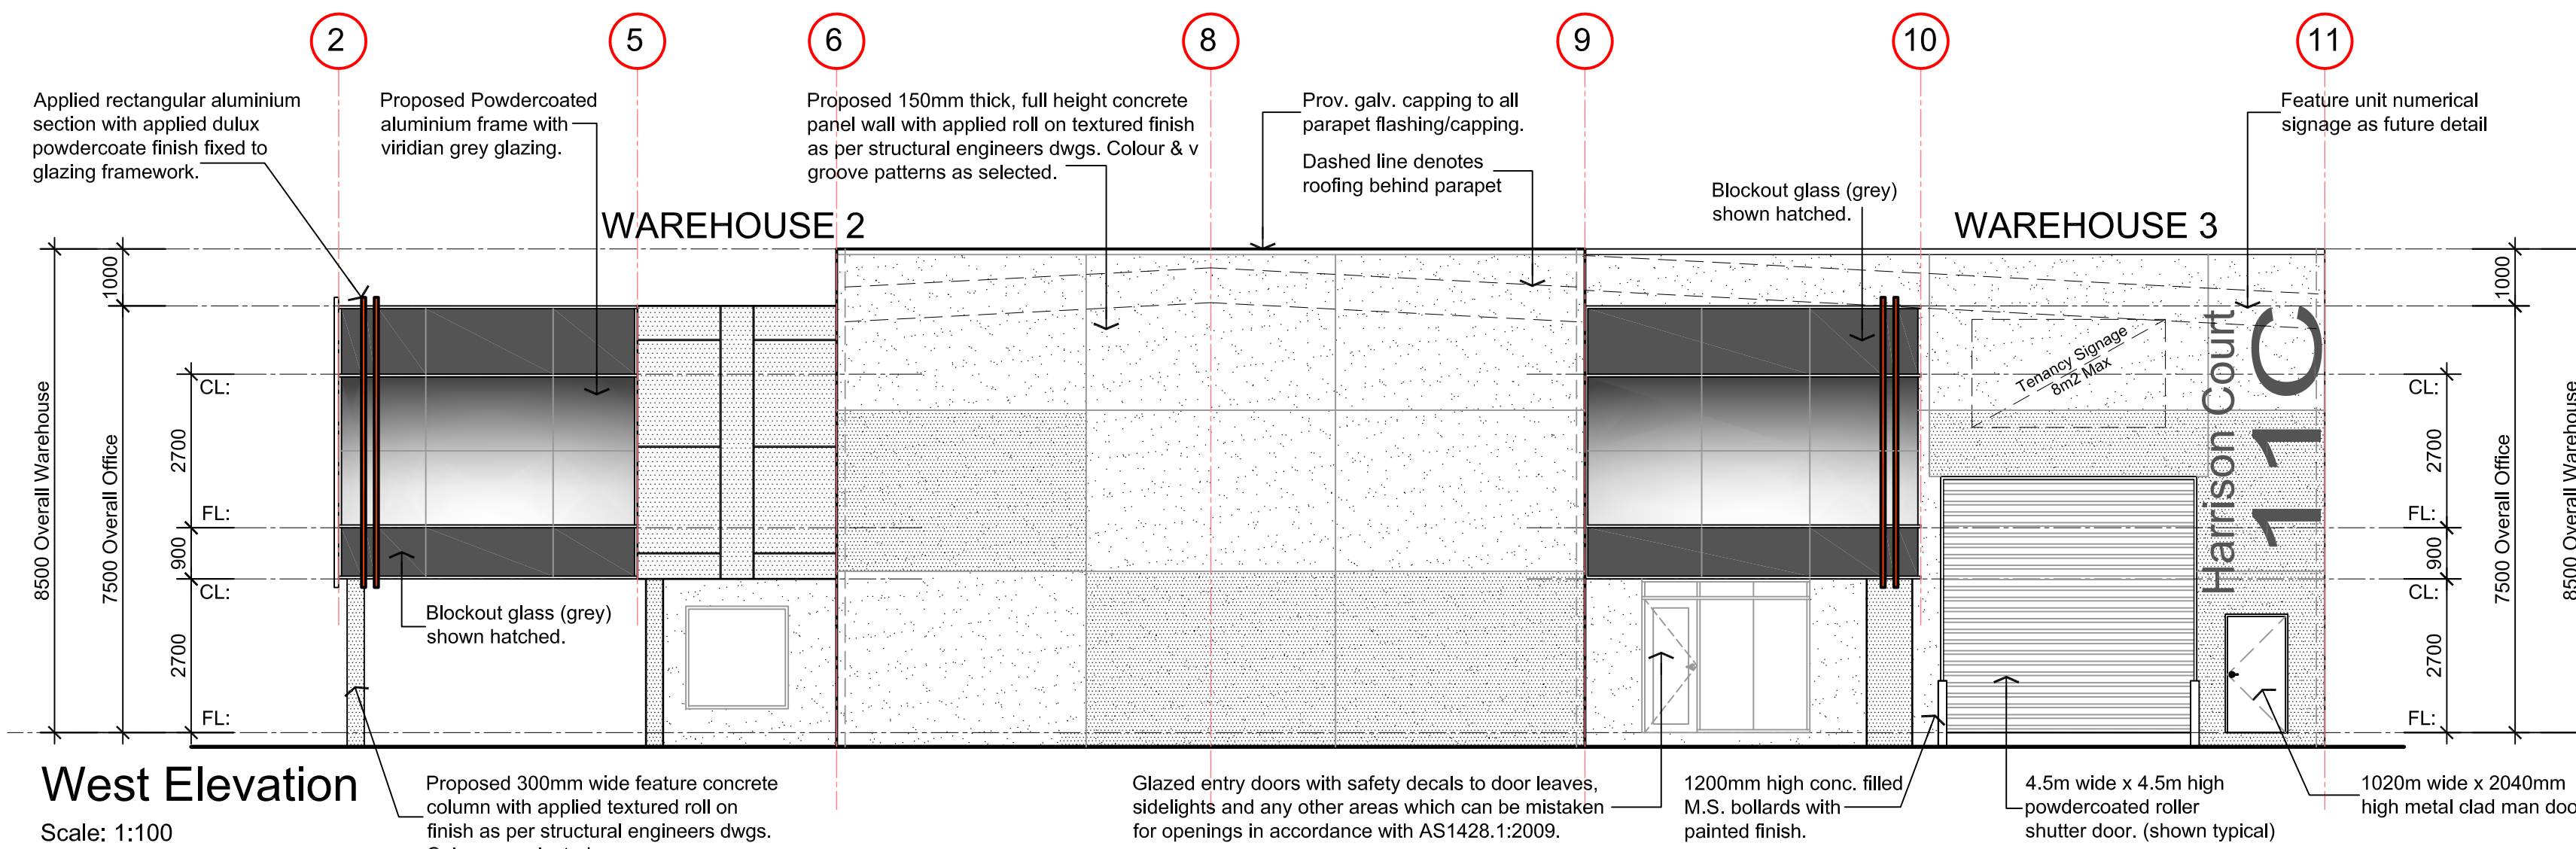 2
5
6
8
9
10
11
Applied rectangular aluminium
section with applied dulux
powdercoate finish fixed to
glazing framework.
Proposed Powdercoated
aluminium frame with
viridian grey glazing.
Proposed 150mm thick, full height concrete
panel wall with applied roll on textured finish
as per structural engineers dwgs. Colour & v
groove patterns as selected.
Prov. galv. capping to all
parapet flashing/capping.
Dashed line denotes
roofing behind parapet
Blockout glass (grey)
shown hatched.
Feature unit numerical
signage as future detail
WAREHOUSE 2
WAREHOUSE 3
8500 Overall Warehouse
7500 Overall Office
1000
2700
900
2700
CL:
FL:
CL:
FL:
Blockout glass (grey)
shown hatched.
Tenancy Signage
8m2 Max
Harrison Court
11 C
CL:
FL:
CL:
FL:
1000
2700
900
2700
7500 Overall Office
8500 Overall Warehouse
West Elevation
Scale: 1:100
Proposed 300mm wide feature concrete
column with applied textured roll on
finish as per structural engineers dwgs.
Glazed entry doors with safety decals to door leaves,
sidelights and any other areas which can be mistaken
for openings in accordance with AS1428.1:2009.
1200mm high conc. filled
M.S. bollards with
painted finish.
4.5m wide x 4.5m high
powdercoated roller
shutter door. (shown typical)
1020m wide x 2040mm
high metal clad man doo